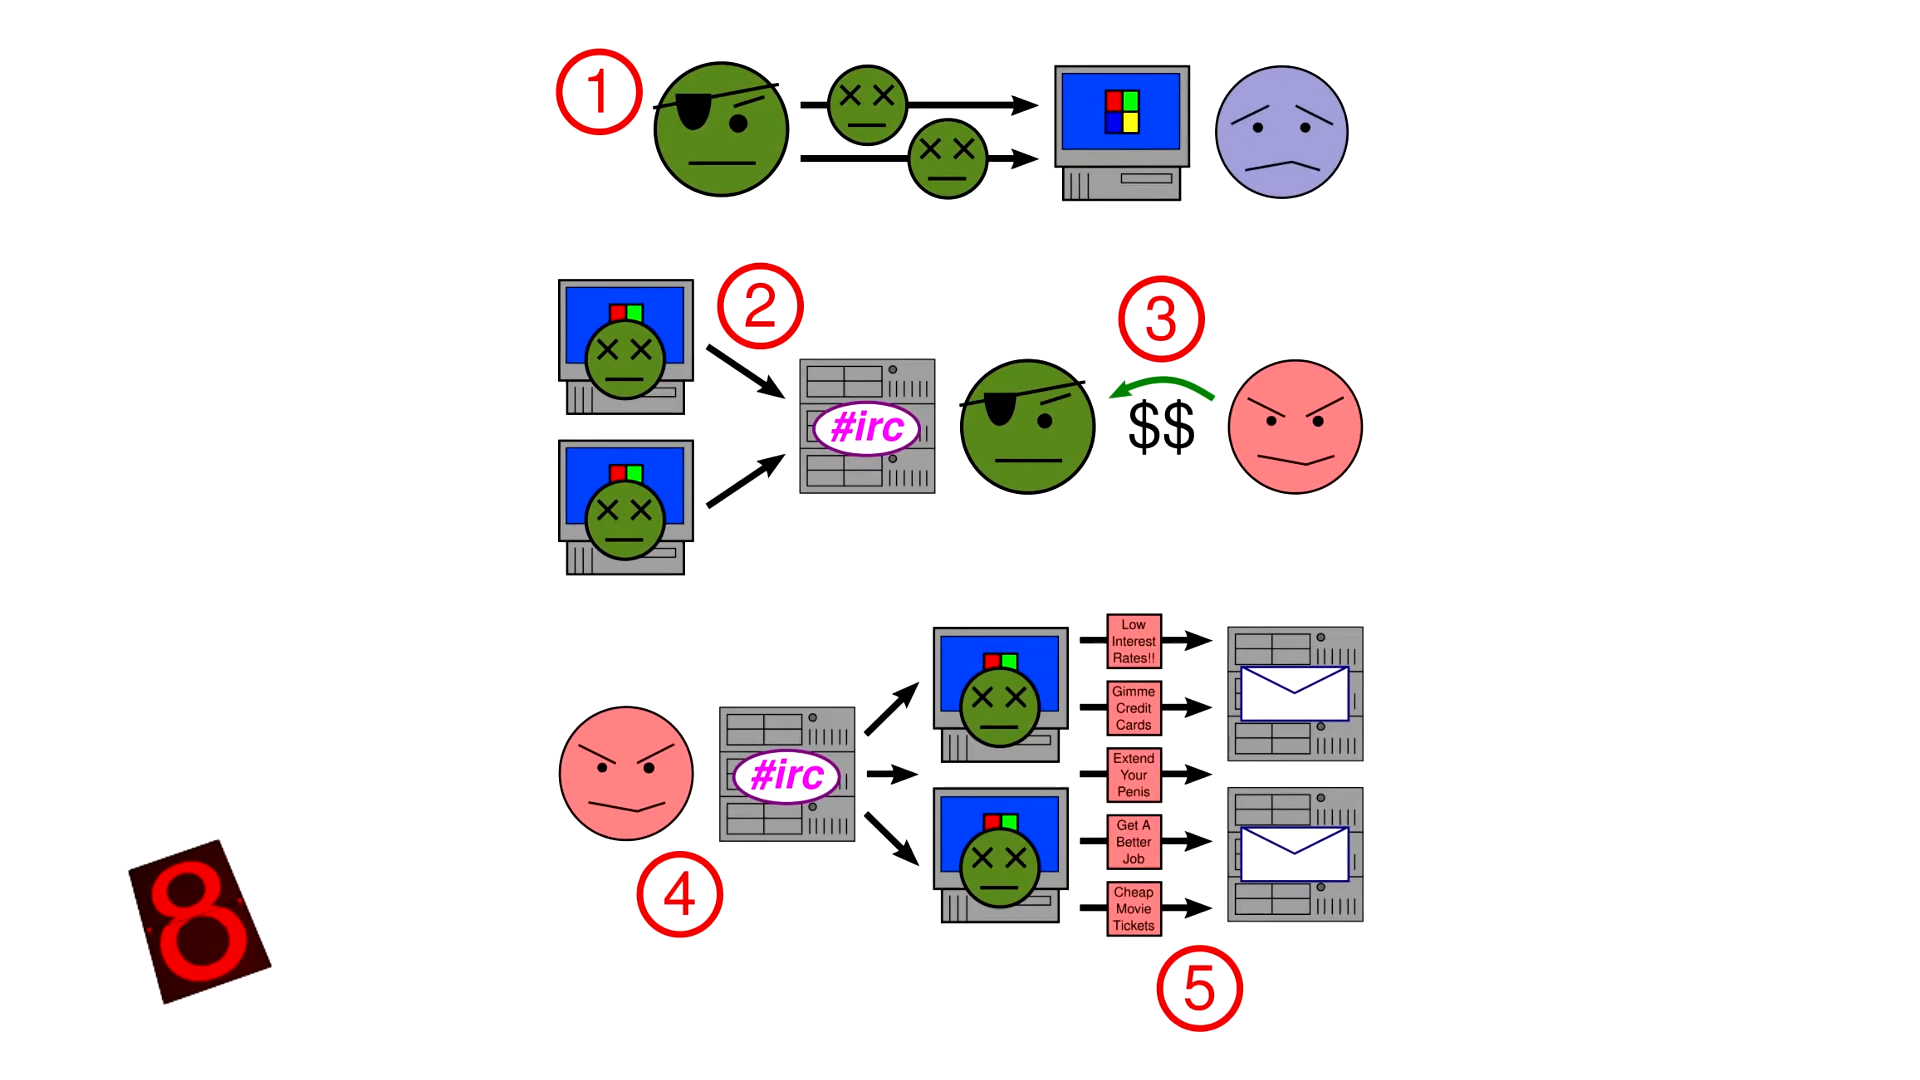 1
2
3
#irc
$$
Low
Interest
Rates!!
Gimme
Credit
Cards
#irc
Extend
Your
Penis
Get A
Better
Job
4
Cheap
Movie
Tickets
8
5